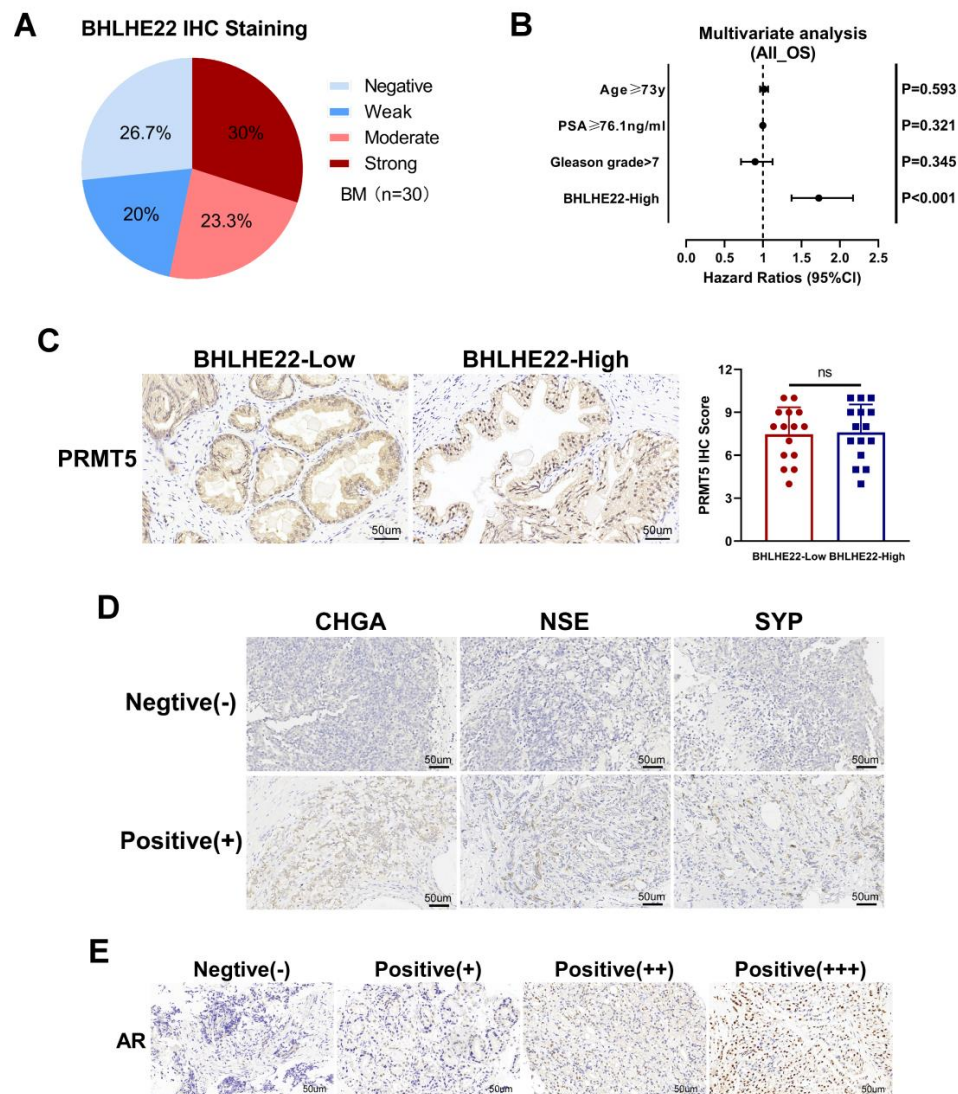 A
BHLHE22 IHC Staining
26.7%
30%
20%
23.3%
Negative
Weak
Moderate
Strong
BM（n=30）
B
Multivariate analysis
(All_OS)
Age≥73y
P=0.593
PSA≥76.1ng/ml
P=0.321
Gleason grade>7
P=0.345
BHLHE22-High
P<0.001
0.0 0.5 1 1.5 2.0 2.5
Hazard Ratios (95%CI)
C
BHLHE22-Low BHLHE22-High
PRMT5
50um 50um
PRMT5 IHC Score
12
9
6
3
0
ns
BHLHE22-Low BHLHE22-High
D
CHGA NSE SYP
Negtive(-)
50um 50um 50um
Positive(+)
50um 50um 50um
E
Negtive(-) Positive(+) Positive(++) Positive(+++)
AR
50um 50um 50um 50um